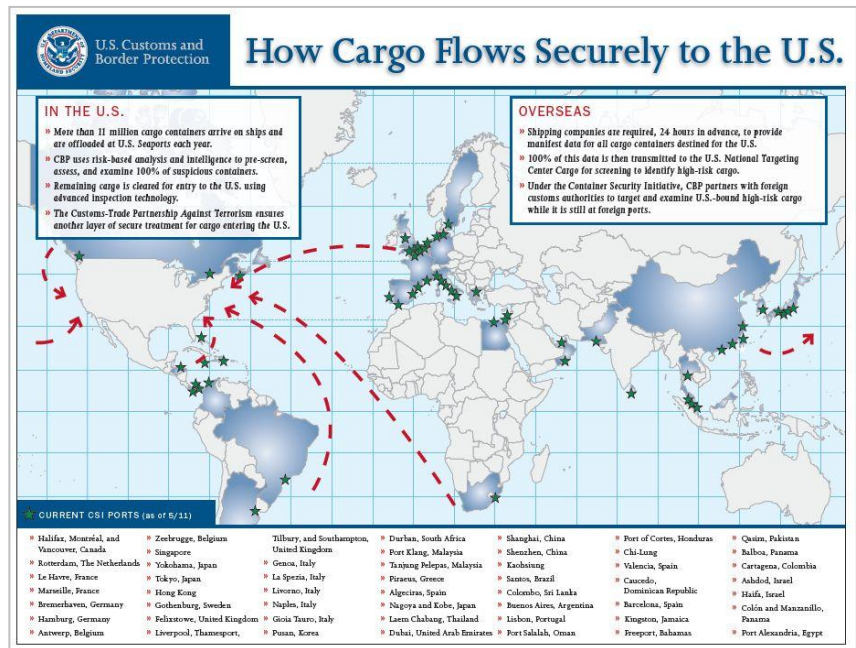 U.S. Customs and
Border Protection
How Cargo Flows Securely to the U.S.
IN THE U.S.
» More than 11 million cargo containers arrive on ships and
are offloaded at U.S. Seaports each year.
» CBP uses risk-based analysis and intelligence to pre-screen,
assess, and examine 100% of suspicious containers.
» Remaining cargo is cleared for entry to the U.S. using
advanced inspection technology.
» The Customs-Trade Partnership Against Terrorism ensures
another layer of secure treatment for cargo entering the U.S.
OVERSEAS
» Shipping companies are required, 24 hours in advance, to provide
manifest data for all cargo containers destined for the U.S.
» 100% of this data is then transmitted to the U.S. National Targeting
Center Cargo for screening to identify high-risk cargo.
» Under the Container Security Initiative, CBP partners with foreign
customs authorities to target and examine U.S.-bound high-risk cargo
while it is still at foreign ports.
CURRENT CSI PORTS (as of 5/11)
» Halifax, Montréal, and
Vancouver, Canada
» Rotterdam, The Netherlands
» Le Havre, France
» Marseille, France
» Bremerhaven, Germany
» Hamburg, Germany
» Antwerp, Belgium
» Zeebrugge, Belgium
» Singapore
» Yokohama, Japan
» Tokyo, Japan
» Hong Kong
» Gothenburg, Sweden
» Felixstowe, United Kingdom
» Liverpool, Thamesport,
Tilbury, and Southampton,
United Kingdom
» Genoa, Italy
» La Spezia, Italy
» Livorno, Italy
» Naples, Italy
» Gioia Tauro, Italy
» Pusan, Korea
» Durban, South Africa
» Port Klang, Malaysia
» Tanjung Pelepas, Malaysia
» Piraeus, Greece
» Algeciras, Spain
» Nagoya and Kobe, Japan
» Laem Chabang, Thailand
» Dubai, United Arab Emirates
» Shanghai, China
» Shenzhen, China
» Kaohsiung
» Santos, Brazil
» Colombo, Sri Lanka
» Buenos Aires, Argentina
» Lisbon, Portugal
» Port Salalah, Oman
» Port of Cortes, Honduras
» Chi-Lung
» Valencia, Spain
» Caucedo,
Dominican Republic
» Barcelona, Spain
» Kingston, Jamaica
» Freeport, Bahamas
» Qasim, Pakistan
» Balboa, Panama
» Cartagena, Colombia
» Ashdod, Israel
» Haifa, Israel
» Colón and Manzanillo,
Panama
» Port Alexandria, Egypt